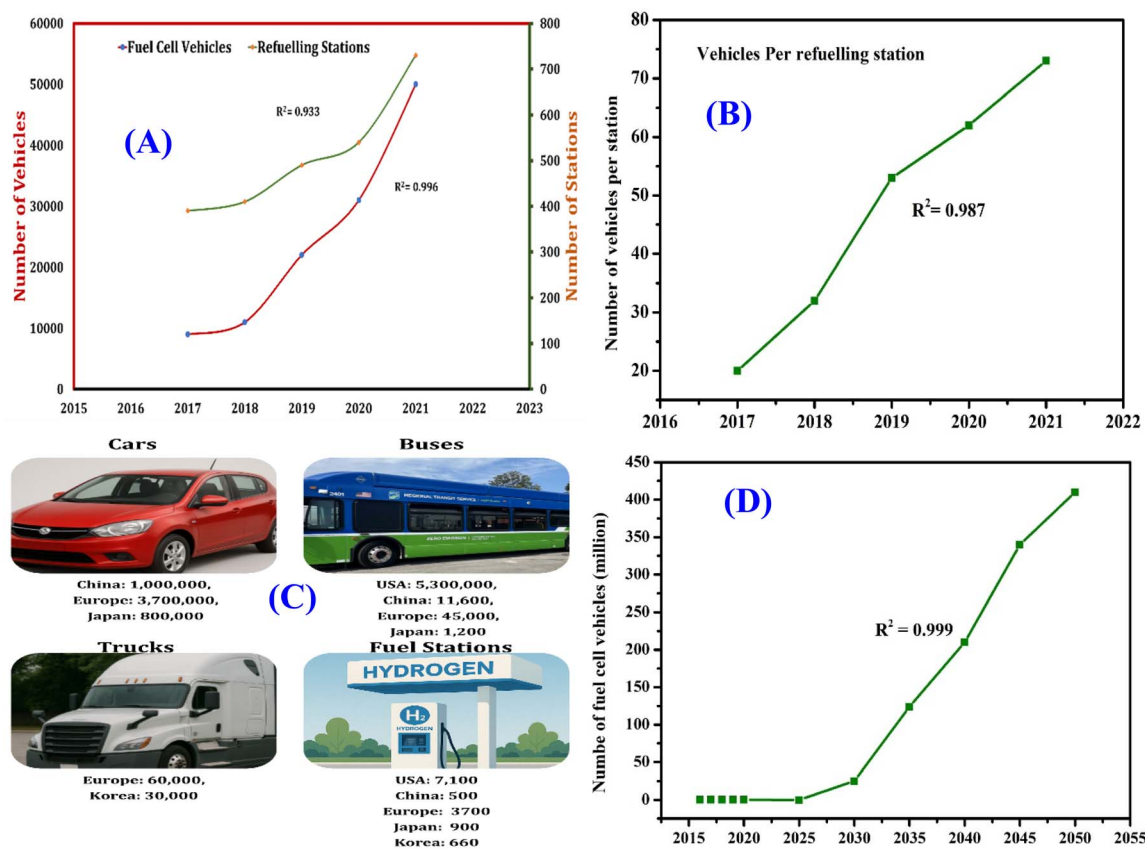 60000
50000
40000
30000
20000
10000
0
Number of Vehicles
Fuel Cell Vehicles
Refuelling Stations
R²= 0.933
(A)
R²= 0.996
800
700
600
500
400
300
200
100
0
Number of Stations
2015 2016 2017 2018 2019 2020 2021 2022 2023
Vehicles Per refuelling station
(B)
80
70
60
50
40
30
20
Number of vehicles per station
R²= 0.987
2016 2017 2018 2019 2020 2021 2022
Cars
China: 1,000,000,
Europe: 3,700,000,
Japan: 800,000
Buses
2401
REGIONAL TRANSIT SERVICE
ZERO EMISSION
USA: 5,300,000,
China: 11,600,
Europe: 45,000,
Japan: 1,200
(C)
Trucks
Europe: 60,000,
Korea: 30,000
Fuel Stations
HYDROGEN
H2
HYDROGEN
USA: 7,100
China: 500
Europe: 3700
Japan: 900
Korea: 660
(D)
450
400
350
300
250
200
150
100
50
0
Numbe of fuel cell vehicles (million)
R² = 0.999
2015 2020 2025 2030 2035 2040 2045 2050 2055